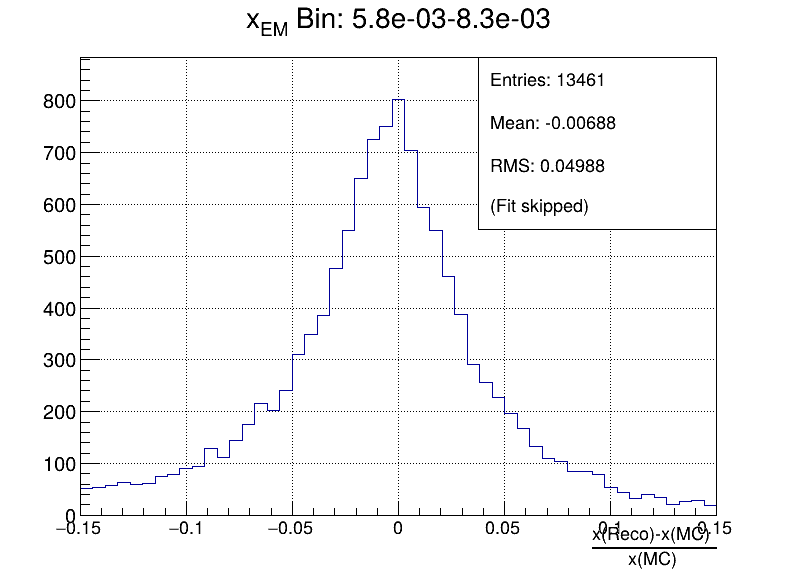 x_EM Bin: 5.8e-03-8.3e-03
Entries: 13461
Mean: -0.00688
RMS: 0.04988
(Fit skipped)
800
700
600
500
400
300
200
100
0
−0.15 −0.1 −0.05 0 0.05 0.1 0.15
x(Reco)-x(MC)
x(MC)